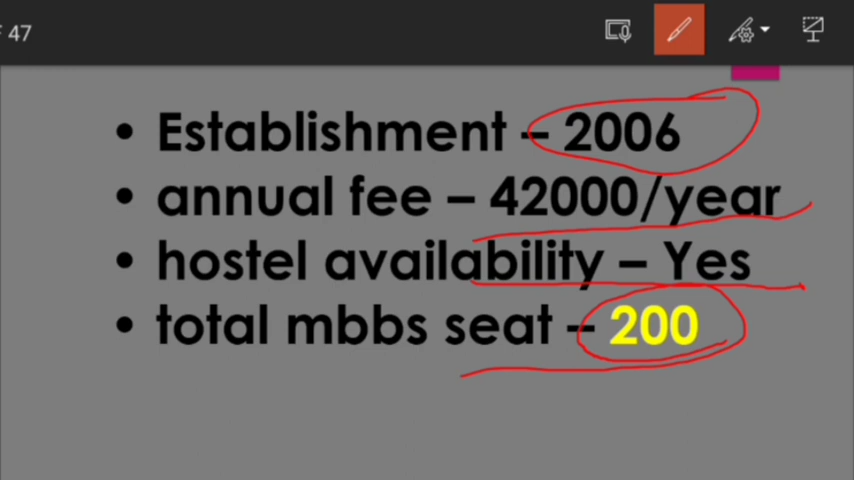 47
• Establishment – 2006
• annual fee – 42000/year
• hostel availability – Yes
• total mbbs seat – 200